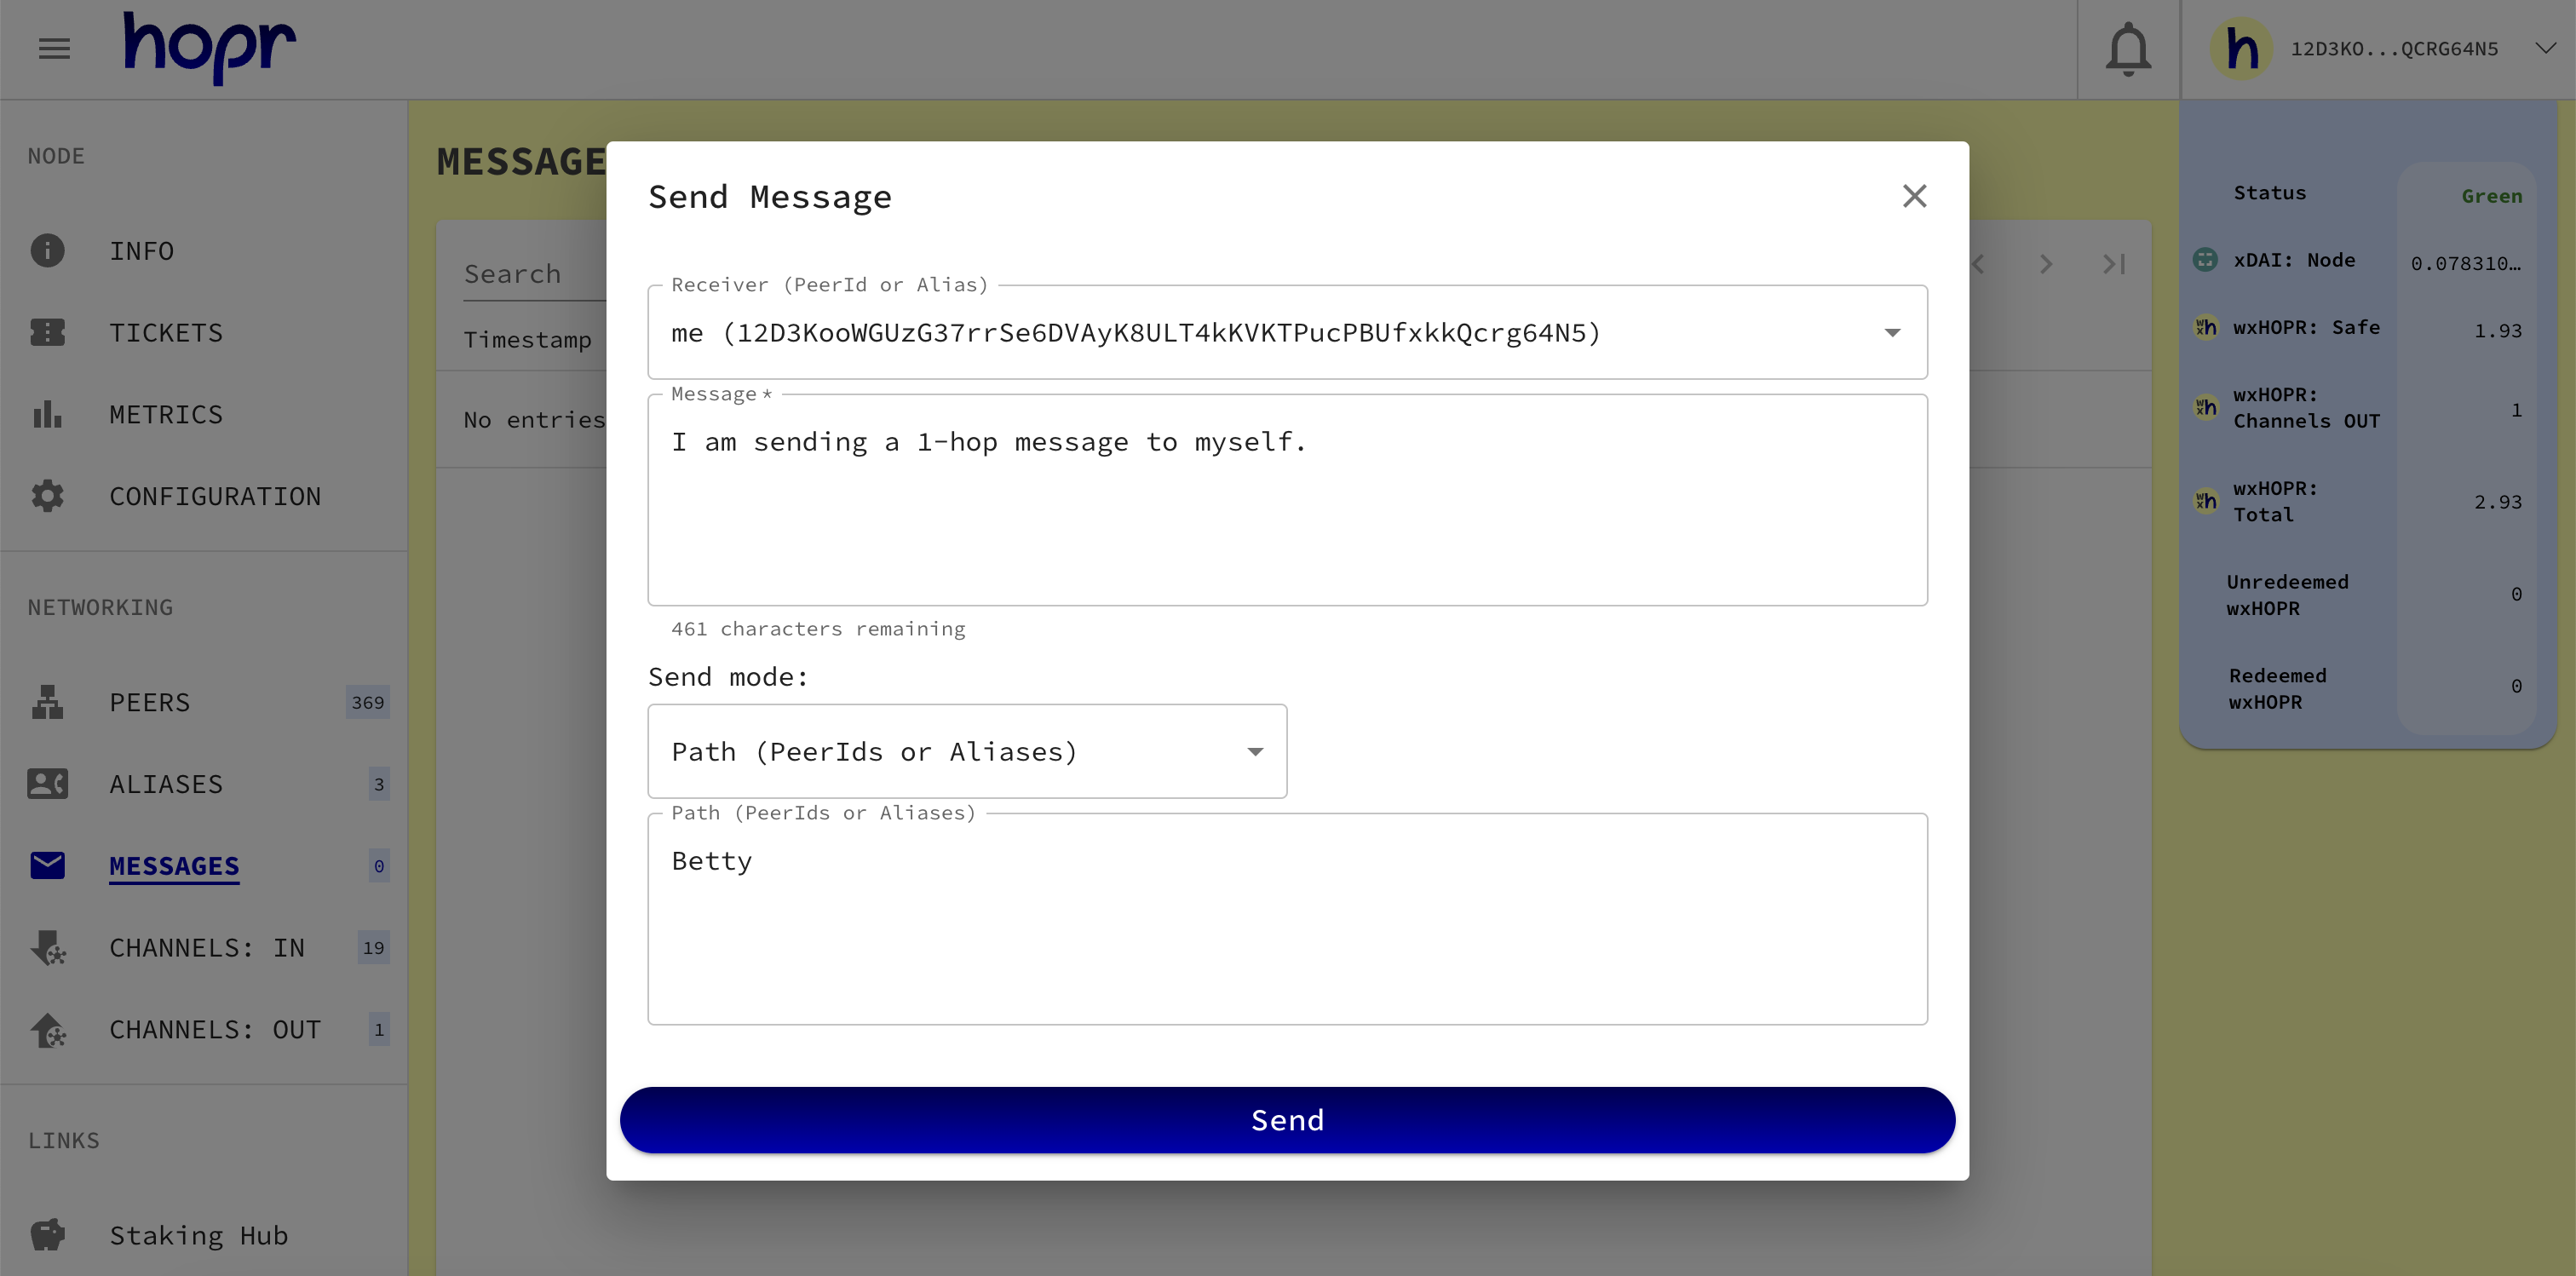 hopr
12D3KO...QCRG64N5
NODE
INFO
TICKETS
METRICS
CONFIGURATION
NETWORKING
PEERS 369
ALIASES 3
MESSAGES 0
CHANNELS: IN 19
CHANNELS: OUT 1
LINKS
Staking Hub
MESSAGE
Search
Timestamp
No entries
Send Message
Receiver (PeerId or Alias)
me (12D3KooWGUzG37rrSe6DVAyK8ULT4kKVKTPucPBUfxkkQcrg64N5)
Message *
I am sending a 1-hop message to myself.
461 characters remaining
Send mode:
Path (PeerIds or Aliases)
Path (PeerIds or Aliases)
Betty
Send
Status Green
xDAI: Node 0.078310…
wxHOPR: Safe 1.93
wxHOPR:
Channels OUT 1
wxHOPR:
Total 2.93
Unredeemed
wxHOPR 0
Redeemed
wxHOPR 0